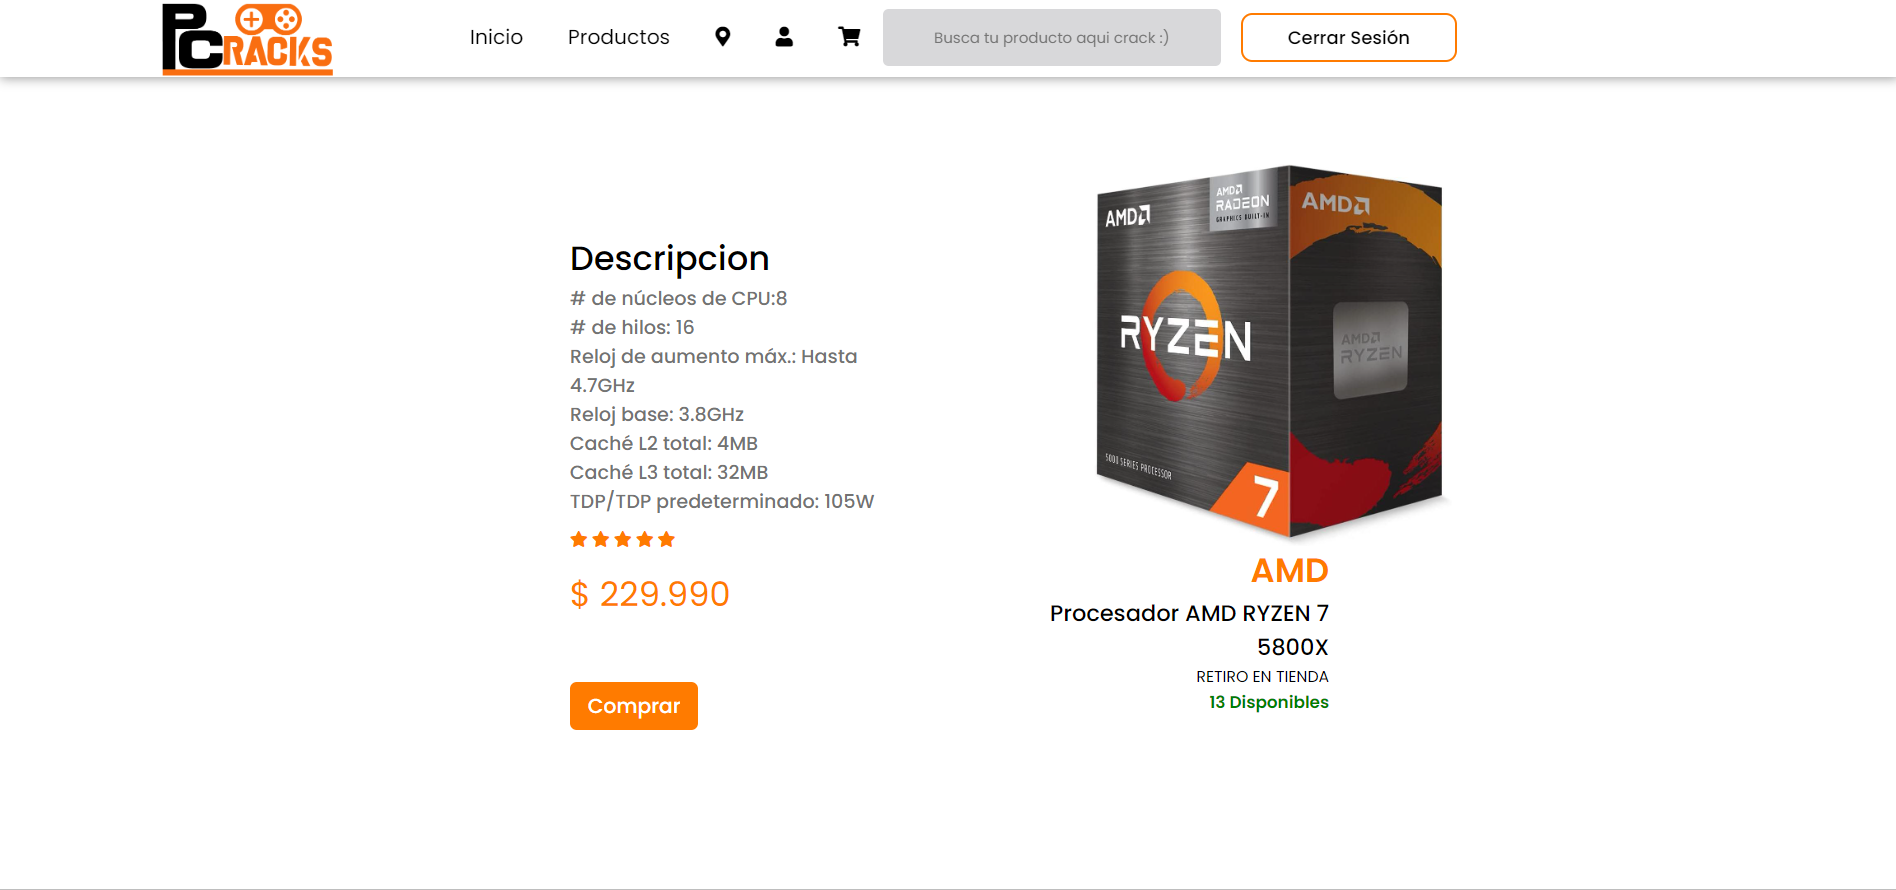 PCRACKS
Inicio
Productos
Busca tu producto aqui crack :)
Cerrar Sesión
Descripcion
# de núcleos de CPU:8
# de hilos: 16
Reloj de aumento máx.: Hasta
4.7GHz
Reloj base: 3.8GHz
Caché L2 total: 4MB
Caché L3 total: 32MB
TDP/TDP predeterminado: 105W
$ 229.990
Comprar
AMD
AMD
RADEON
GRAPHICS BUILT-IN
AMD
RYZEN
AMD
RYZEN
5000 SERIES PROCESSOR
7
AMD
Procesador AMD RYZEN 7
5800X
RETIRO EN TIENDA
13 Disponibles